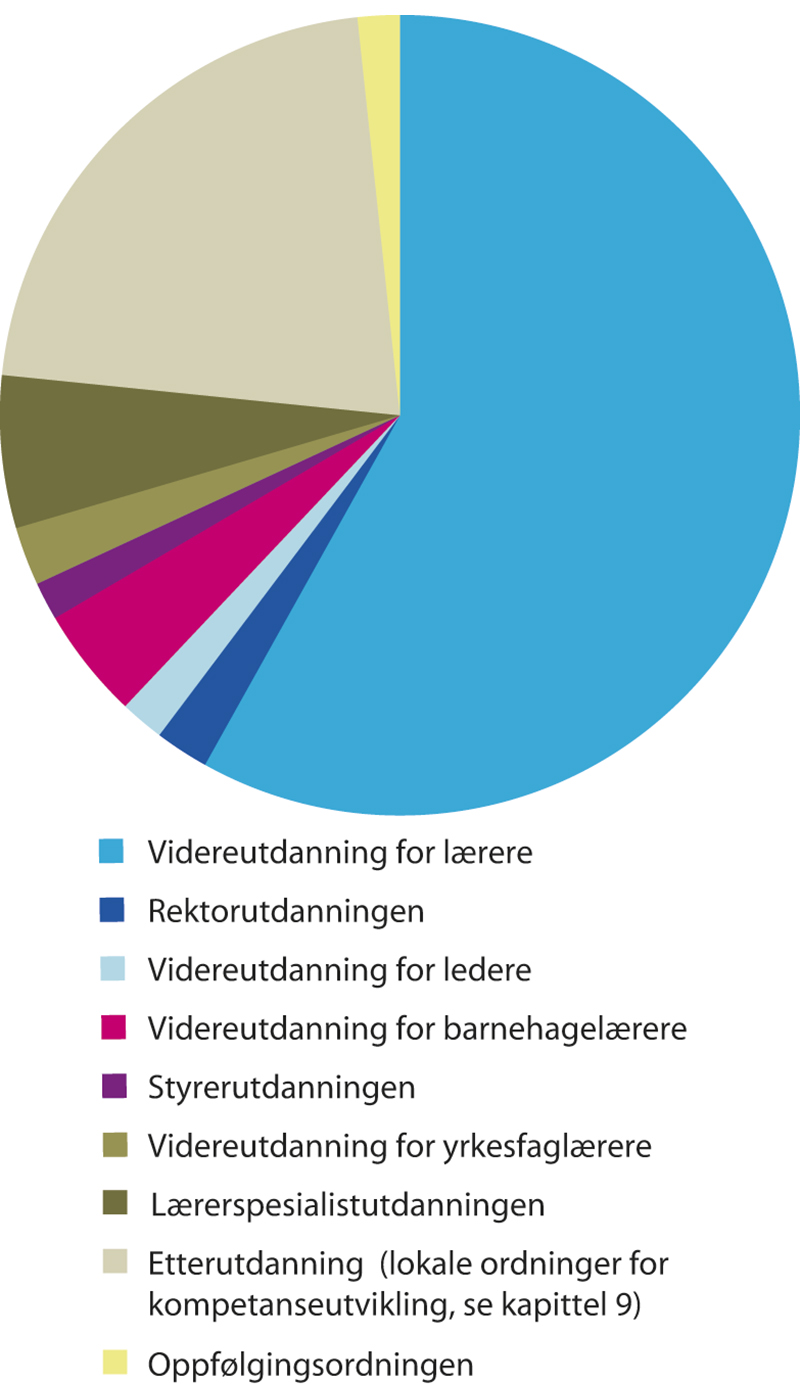 Videreutdanning for lærere
Rektorutdanningen
Videreutdanning for ledere
Videreutdanning for barnehagelærere
Styrerutdanningen
Videreutdanning for yrkesfaglærere
Lærerspesialistutdanningen
Etterutdanning  (lokale ordninger for
kompetanseutvikling, se kapittel 9)
Oppfølgingsordningen